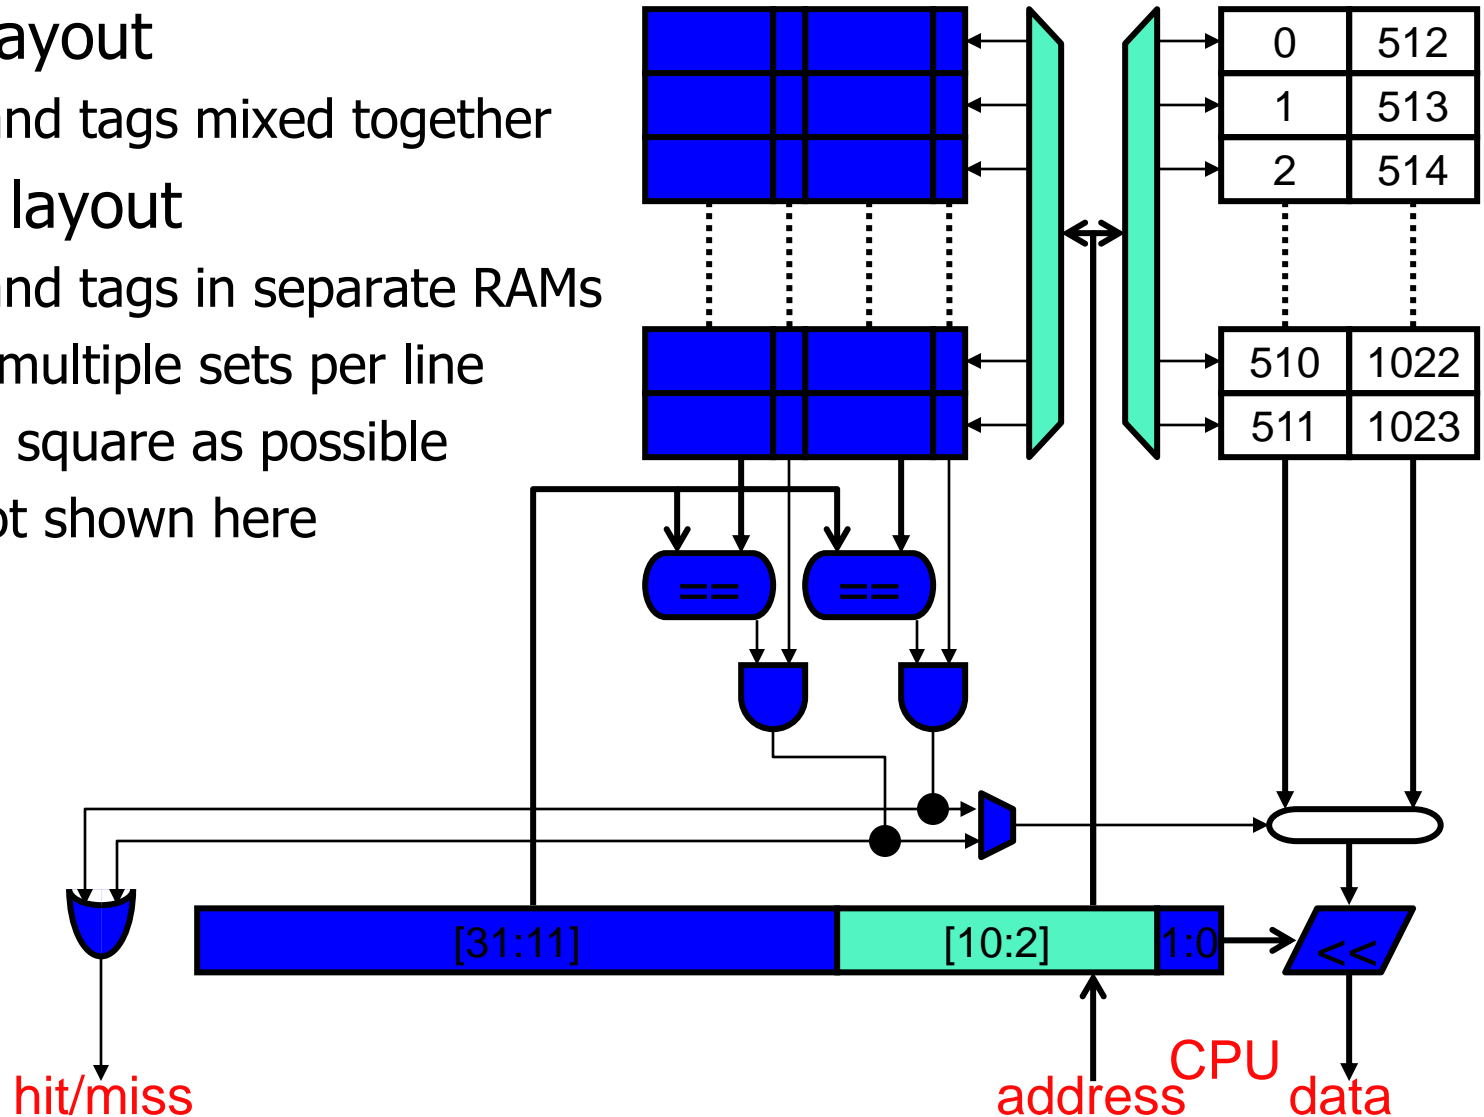 ayout
nd tags mixed together
layout
nd tags in separate RAMs
multiple sets per line
square as possible
ot shown here
0 512
1 513
2 514
510 1022
511 1023
== ==
[31:11] [10:2] 1:0 <<
CPU
hit/miss address data